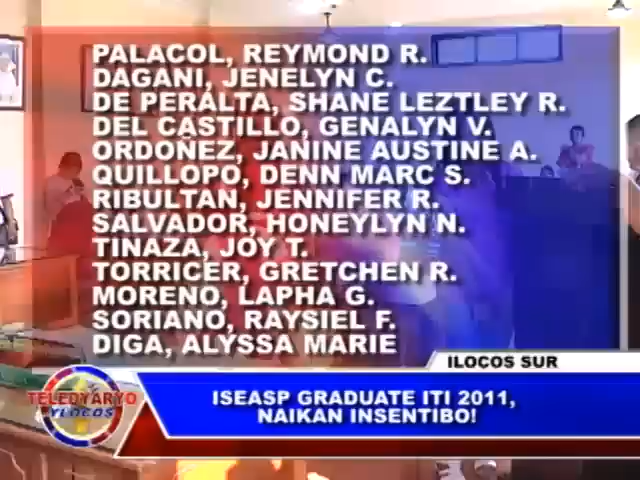 PALACOL, REYMOND R.
DAGANI, JENELYN C.
DE PERALTA, SHANE LEZTLEY R.
DEL CASTILLO, GENALYN V.
ORDOÑEZ, JANINE AUSTINE A.
QUILLOPO, DENN MARC S.
RIBULTAN, JENNIFER R.
SALVADOR, HONEYLYN N.
TINAZA, JOY T.
TORRICER, GRETCHEN R.
MORENO, LAPHA G.
SORIANO, RAYSIEL F.
DIGA, ALYSSA MARIE
ILOCOS SUR
TELEDYARYO
YLOCOS
ISEASP GRADUATE ITI 2011,
NAIKAN INSENTIBO!